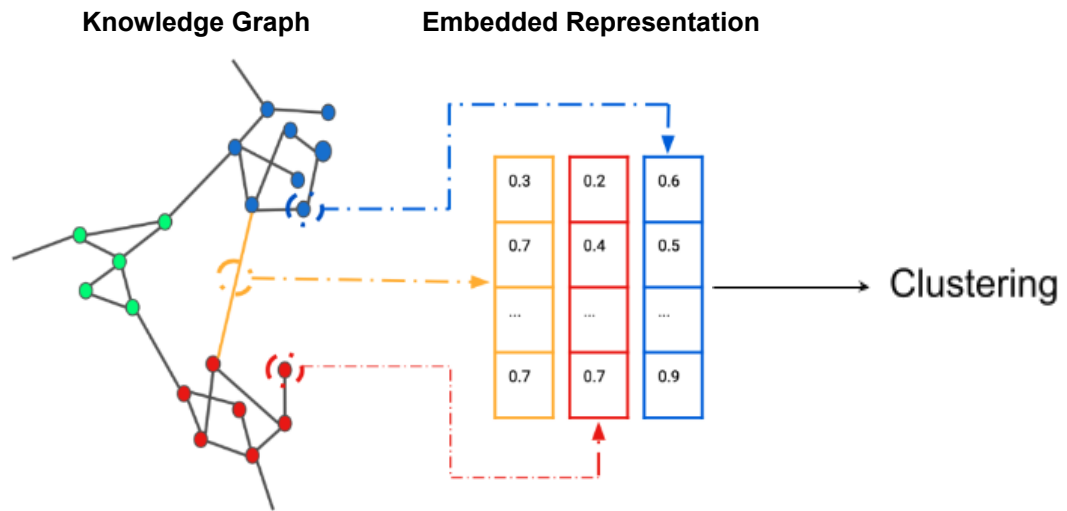 Knowledge Graph Embedded Representation
0.3 0.2 0.6
0.7 0.4 0.5
... ... ...
0.7 0.7 0.9
Clustering